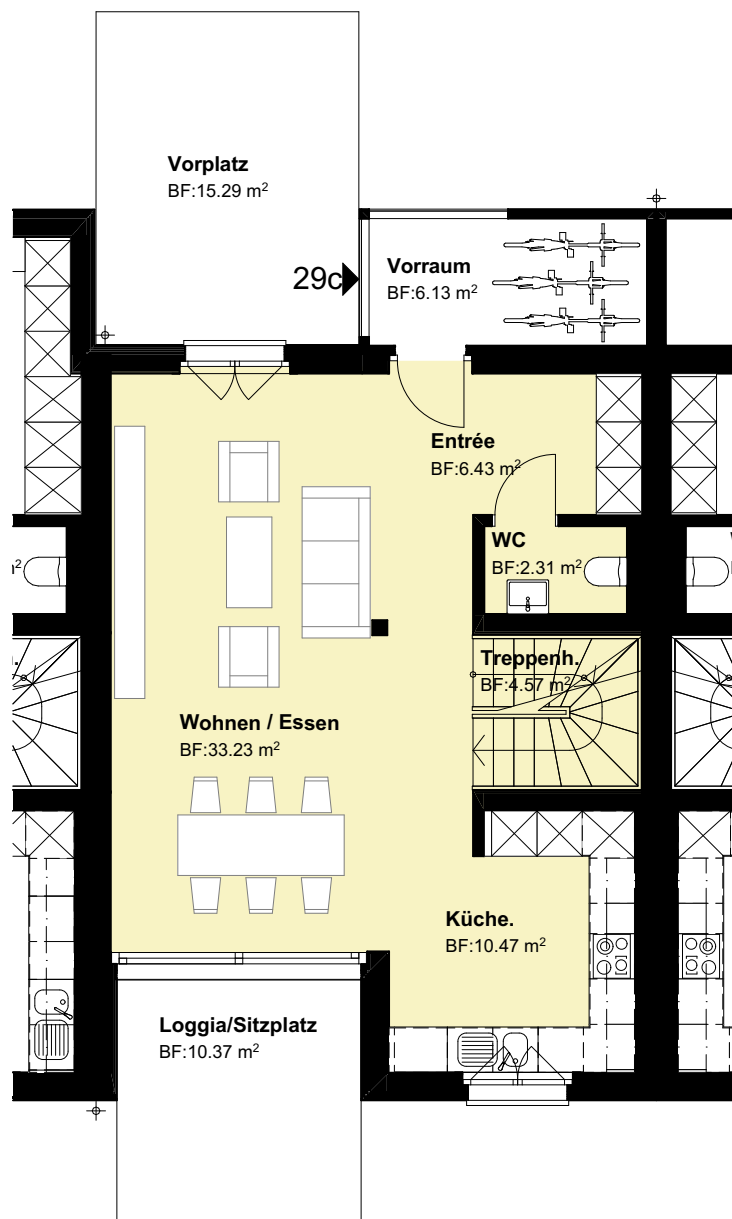 Vorplatz
BF:15.29 m²
29c
Vorraum
BF:6.13 m²
Entrée
BF:6.43 m²
WC
BF:2.31 m²
Treppenh.
BF:4.57 m²
Wohnen / Essen
BF:33.23 m²
Küche.
BF:10.47 m²
Loggia/Sitzplatz
BF:10.37 m²